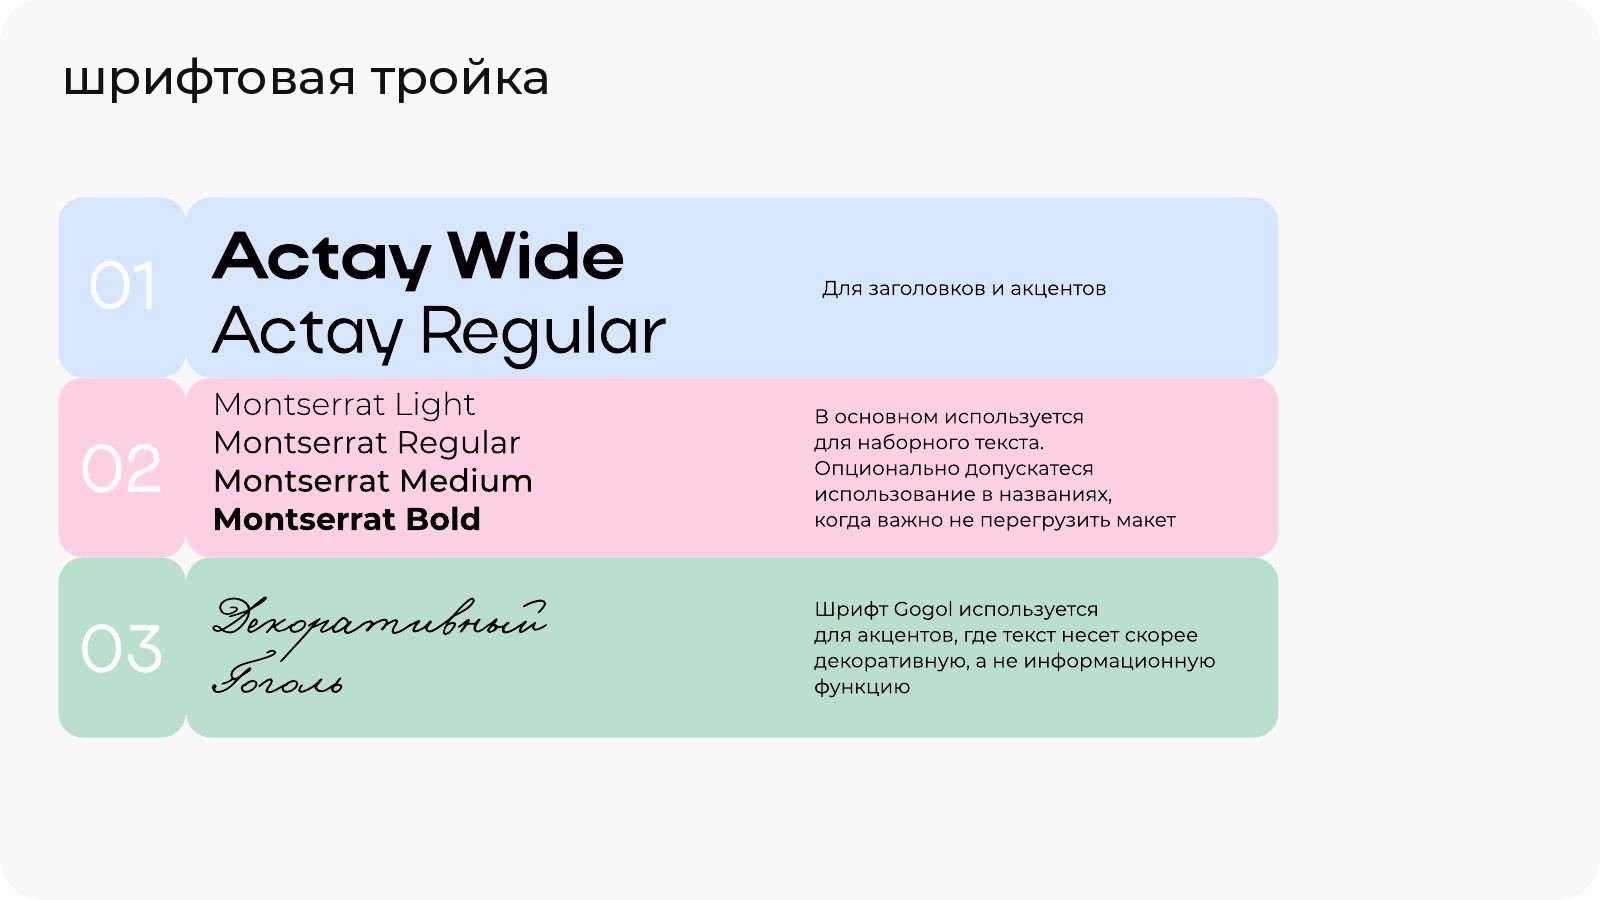 шрифтовая тройка
01
Actay Wide
Actay Regular
Для заголовков и акцентов
02
Montserrat Light
Montserrat Regular
Montserrat Medium
Montserrat Bold
В основном используется
для наборного текста.
Опционально допускатеся
использование в названиях,
когда важно не перегрузить макет
03
Декоративный
Гоголь
Шрифт Gogol используется
для акцентов, где текст несет скорее
декоративную, а не информационную
функцию